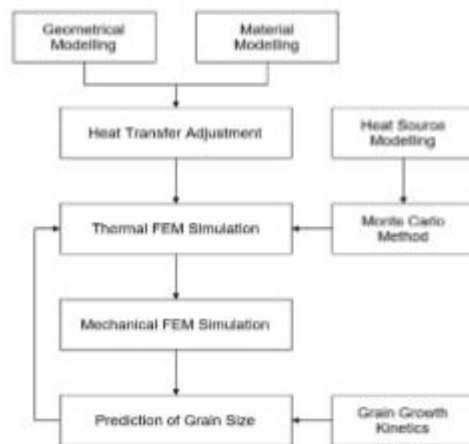 Geometrical
Modelling
Material
Modelling
Heat Transfer Adjustment
Heat Source
Modelling
Thermal FEM Simulation
Monte Carlo
Method
Mechanical FEM Simulation
Prediction of Grain Size
Grain Growth
Kinetics